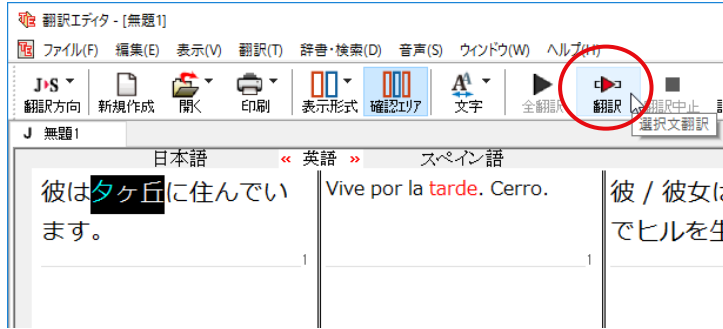 翻訳エディタ - [無題1]
ファイル(F) 編集(E) 表示(V) 翻訳(T) 辞書・検索(D) 音声(S) ウィンドウ(W) ヘルプ(H)
J▸S
翻訳方向 新規作成 開く 印刷 表示形式 確認エリア 文字 全翻訳 翻訳 翻訳中止
選択文翻訳
J 無題1
日本語 « 英語 » スペイン語
彼は夕ヶ丘に住んでい
ます。
1
Vive por la tarde. Cerro.
1
彼 / 彼女は
でヒルを生